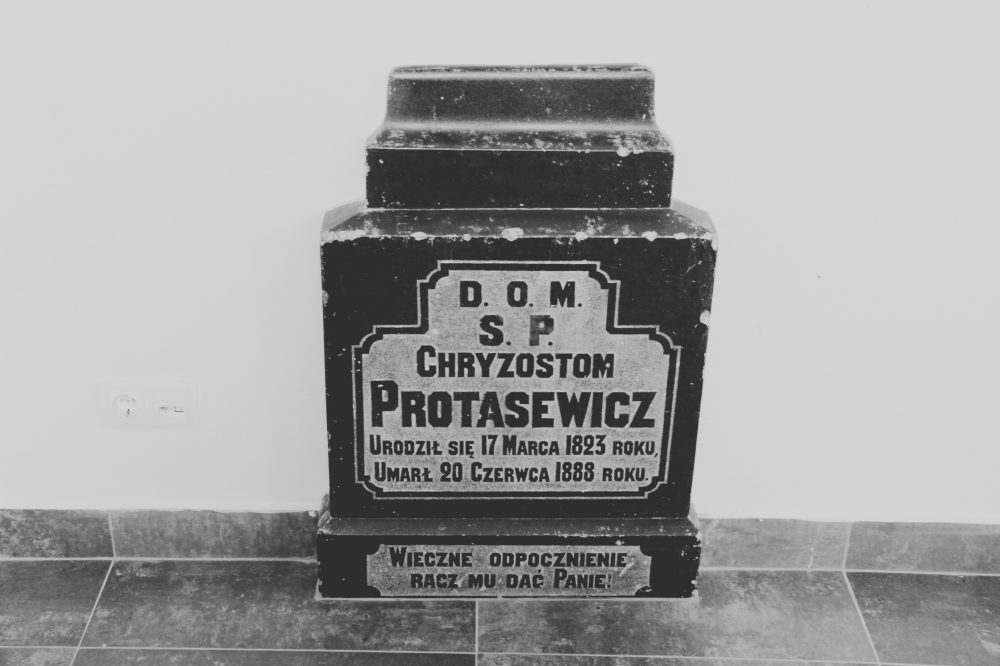 D. O. M.
S. P.
CHRYZOSTOM
PROTASEWICZ
URODZIŁ SIĘ 17 MARCA 1823 ROKU,
UMARŁ 20 CZERWCA 1888 ROKU.
WIECZNE ODPOCZNIENIE
RACZ MU DAĆ PANIE!